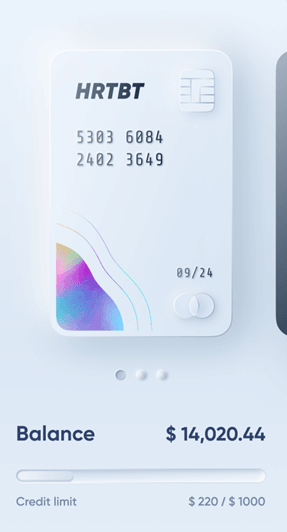 HRTBT
5303 6084
2402 3649
09/24
Balance $ 14,020.44
Credit limit $ 220 / $ 1000